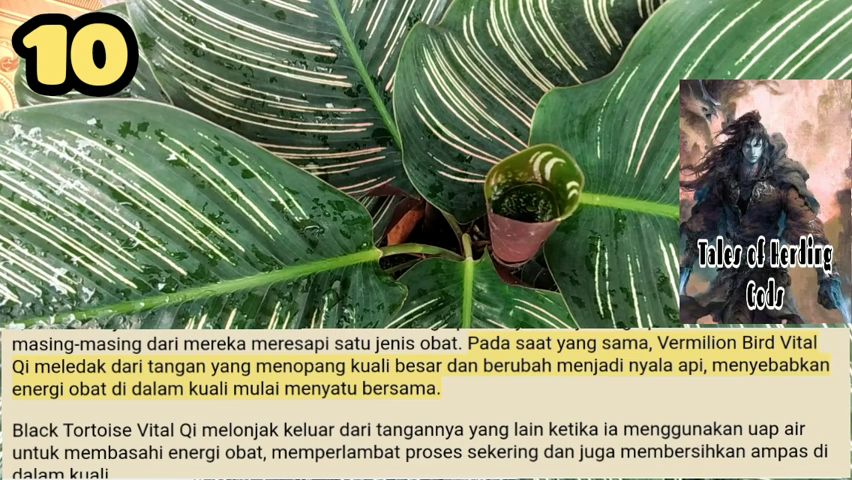 10
Tales of Herding
Gods
masing-masing dari mereka meresapi satu jenis obat. Pada saat yang sama, Vermilion Bird Vital
Qi meledak dari tangan yang menopang kuali besar dan berubah menjadi nyala api, menyebabkan
energi obat di dalam kuali mulai menyatu bersama.
Black Tortoise Vital Qi melonjak keluar dari tangannya yang lain ketika ia menggunakan uap air
untuk membasahi energi obat, memperlambat proses sekering dan juga membersihkan ampas di
dalam kuali